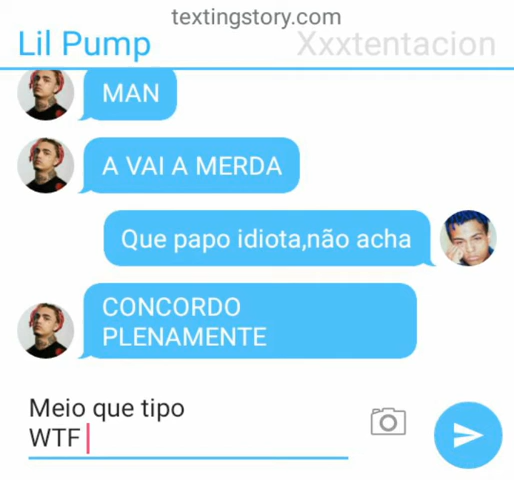 textingstory.com
Lil Pump
Xxxtentacion
MAN
A VAI A MERDA
Que papo idiota,não acha
CONCORDO
PLENAMENTE
Meio que tipo
WTF